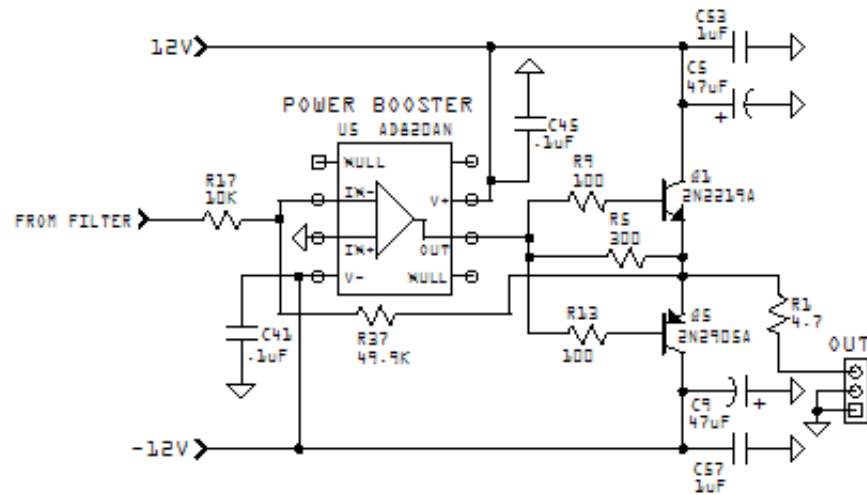 C53
.1uF
12V
C5
47uF
+
POWER BOOSTER
U5 AD820AN
C45
.1uF
NULL
R9
100
Q1
2N2219A
R17
10K
IN-
V+
FROM FILTER
R5
300
IN+
OUT
V-
NULL
R13
100
Q5
2N2905A
R1
4.7
C41
.1uF
R37
49.9K
OUT
C9
47uF
+
-12V
C57
.1uF